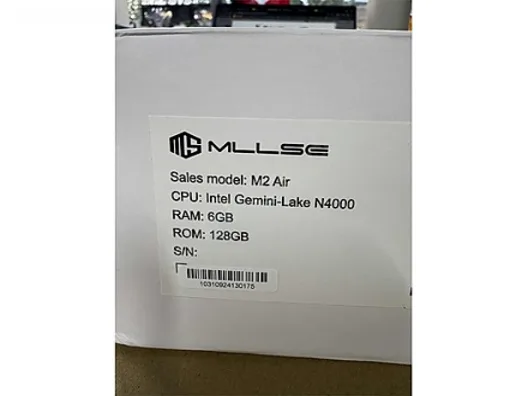 MLLSE
Sales model: M2 Air
CPU: Intel Gemini-Lake N4000
RAM: 6GB
ROM: 128GB
S/N:
10310924130175